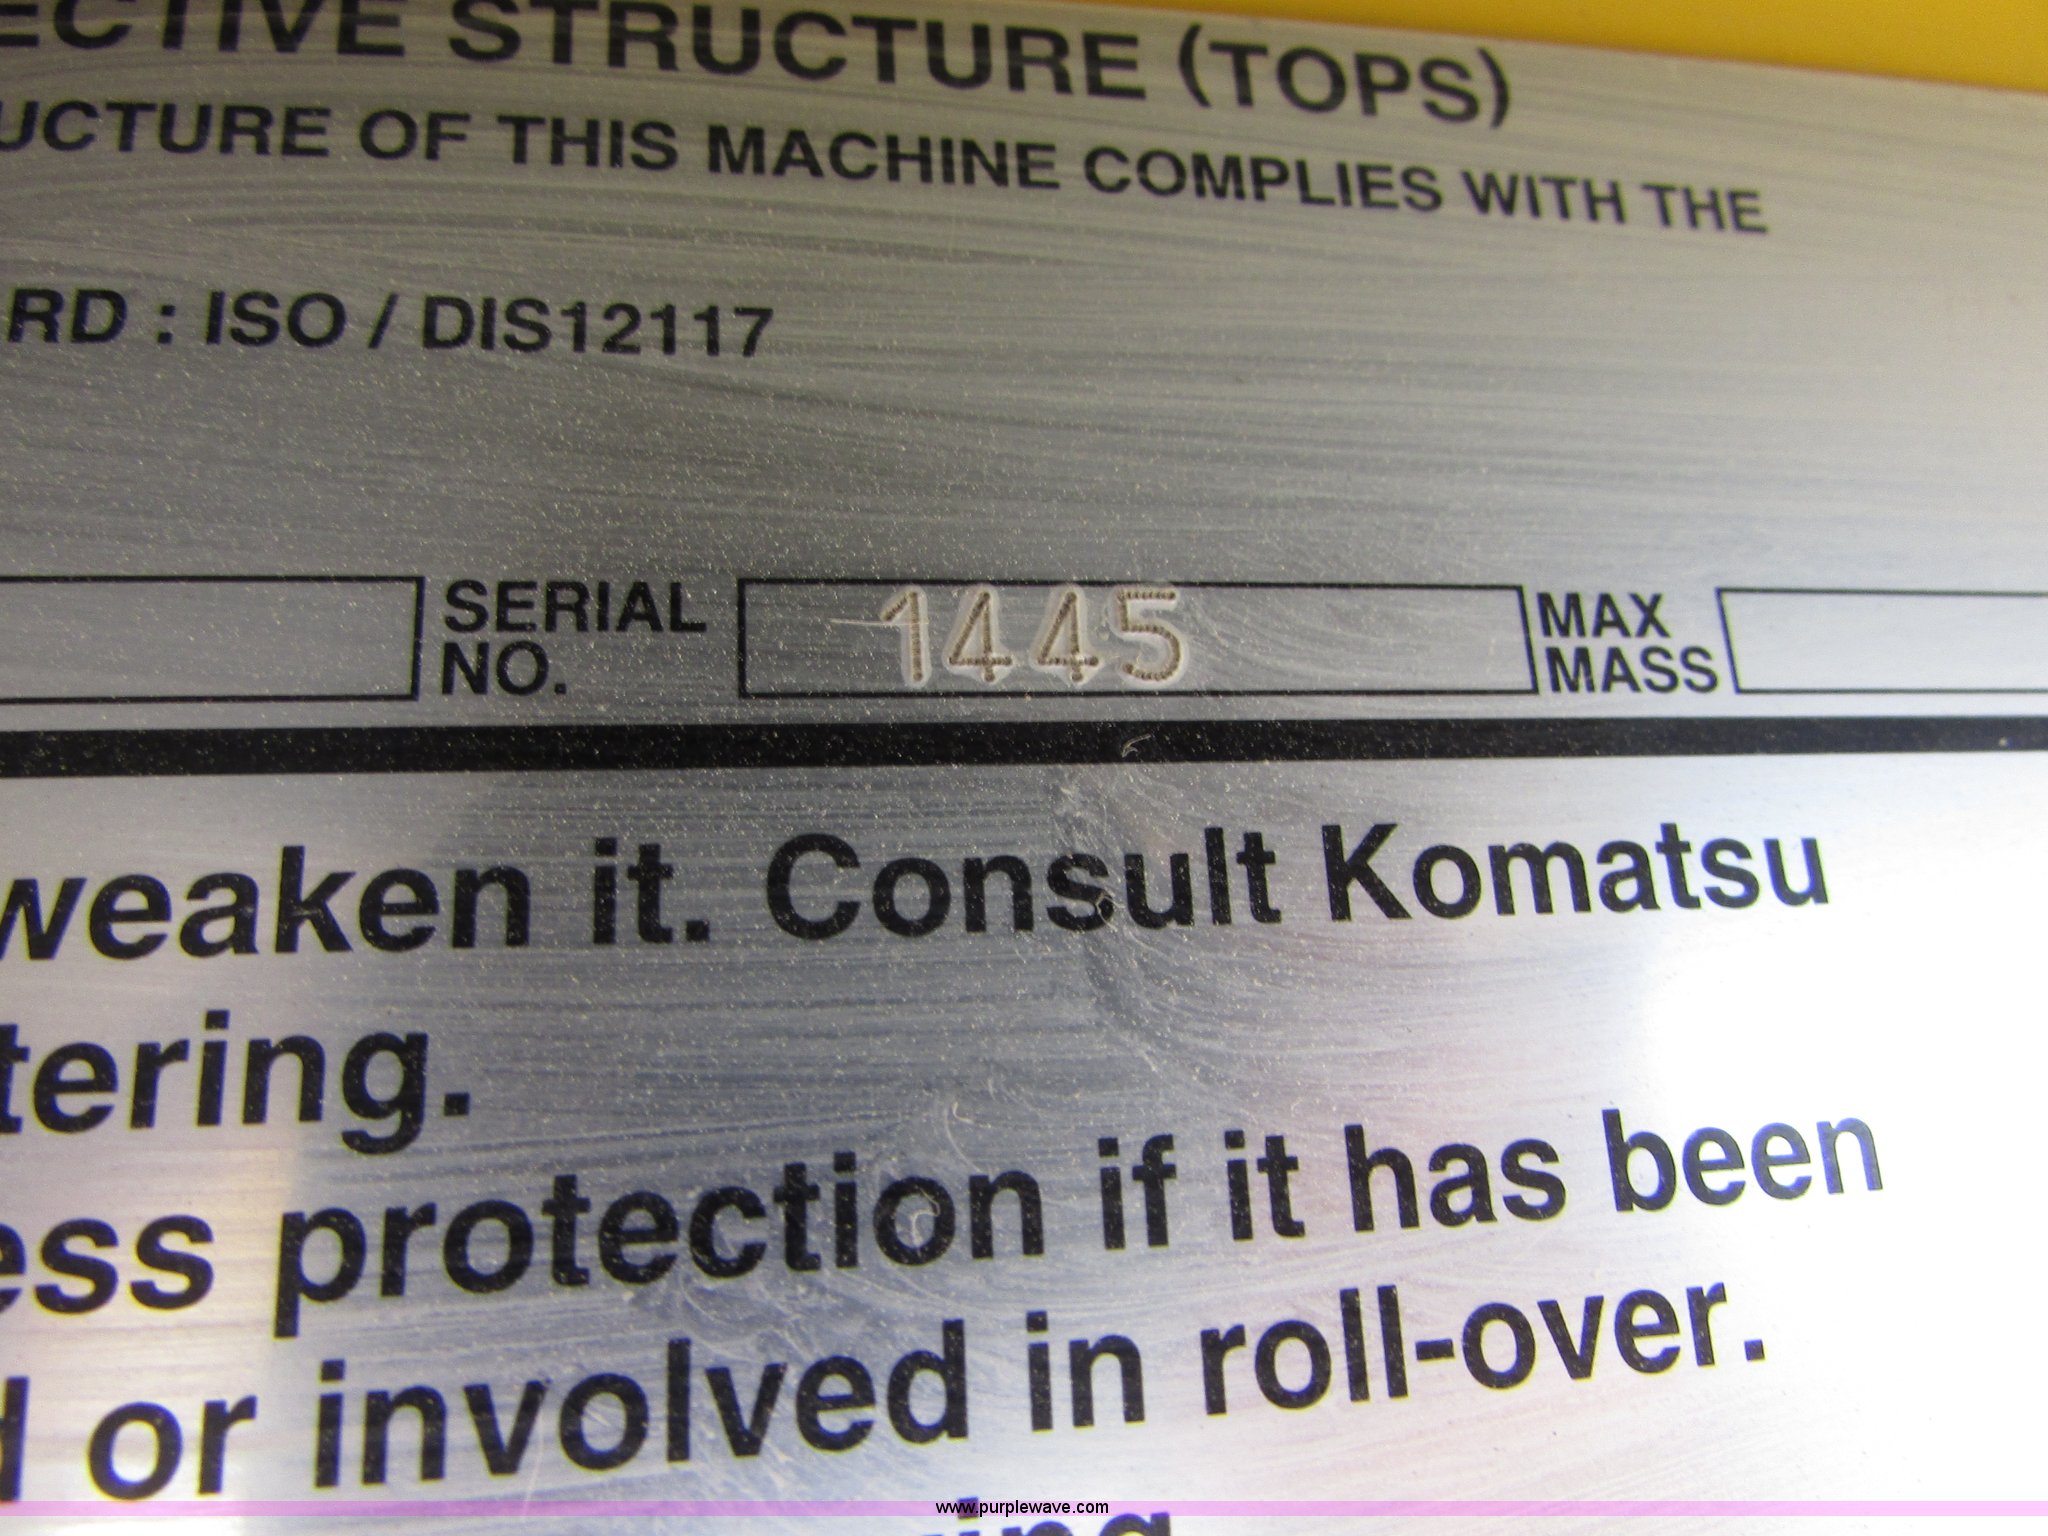 ECTIVE STRUCTURE (TOPS)
UCTURE OF THIS MACHINE COMPLIES WITH THE
RD : ISO / DIS12117
SERIAL NO. 1445 MAX MASS
weaken it. Consult Komatsu
tering.
ess protection if it has been
d or involved in roll-over.
www.purplewave.com